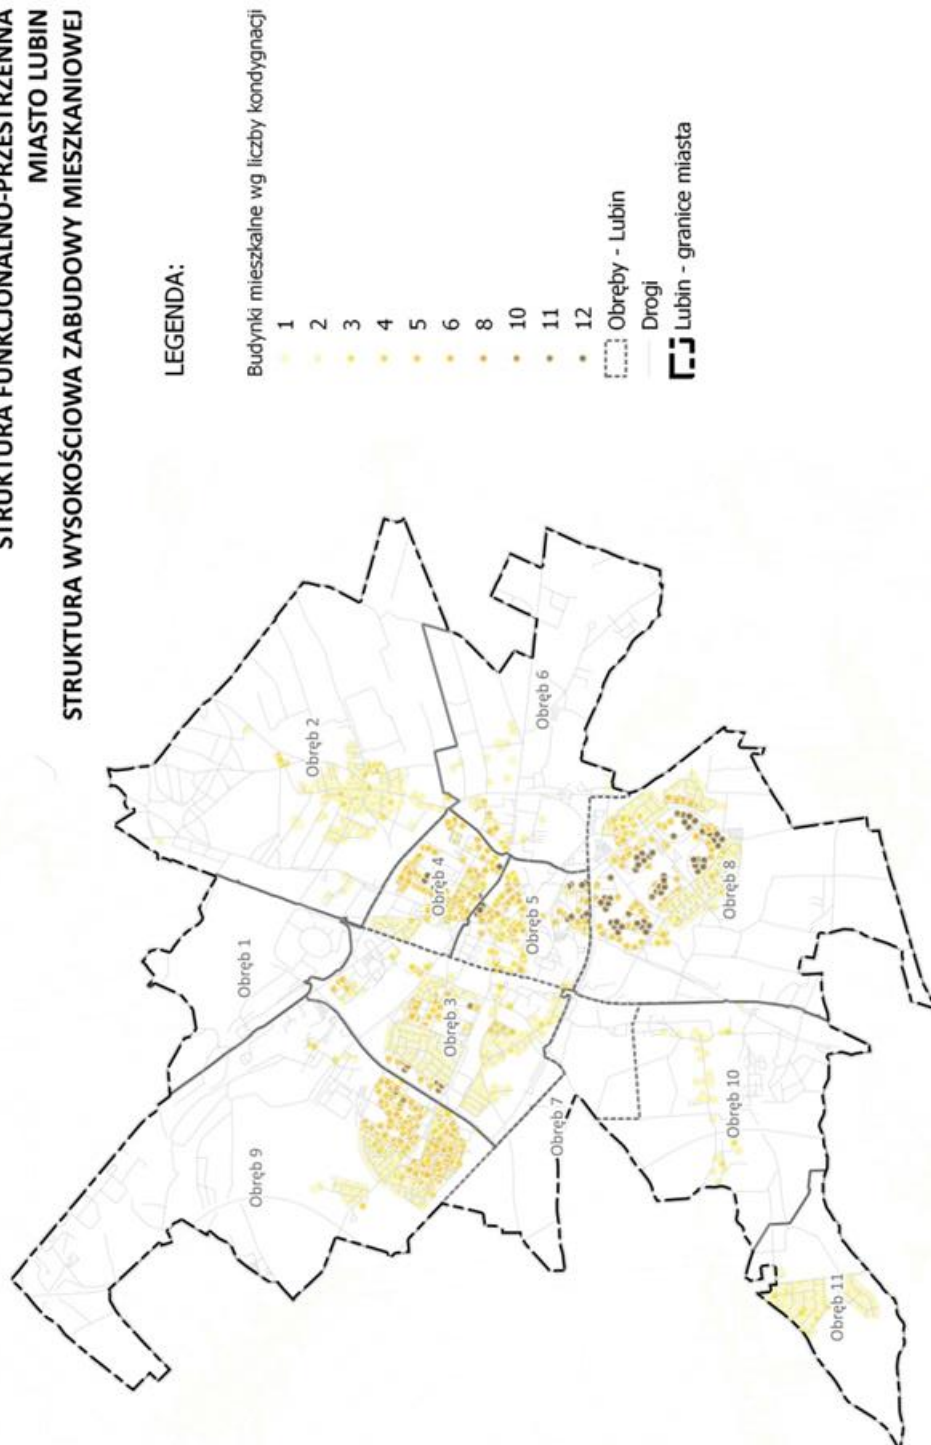 STRUKTURA FUNKCJONALNO-PRZESTRZENNA
MIASTO LUBIN
STRUKTURA WYSOKOŚCIOWA ZABUDOWY MIESZKANIOWEJ
LEGENDA:
Budynki mieszkalne wg liczby kondygnacji
1
2
3
4
5
6
8
10
11
12
Obręby - Lubin
Drogi
Lubin - granice miasta
Obręb 1
Obręb 2
Obręb 9
Obręb 3
Obręb 4
Obręb 5
Obręb 6
Obręb 7
Obręb 10
Obręb 8
Obręb 11